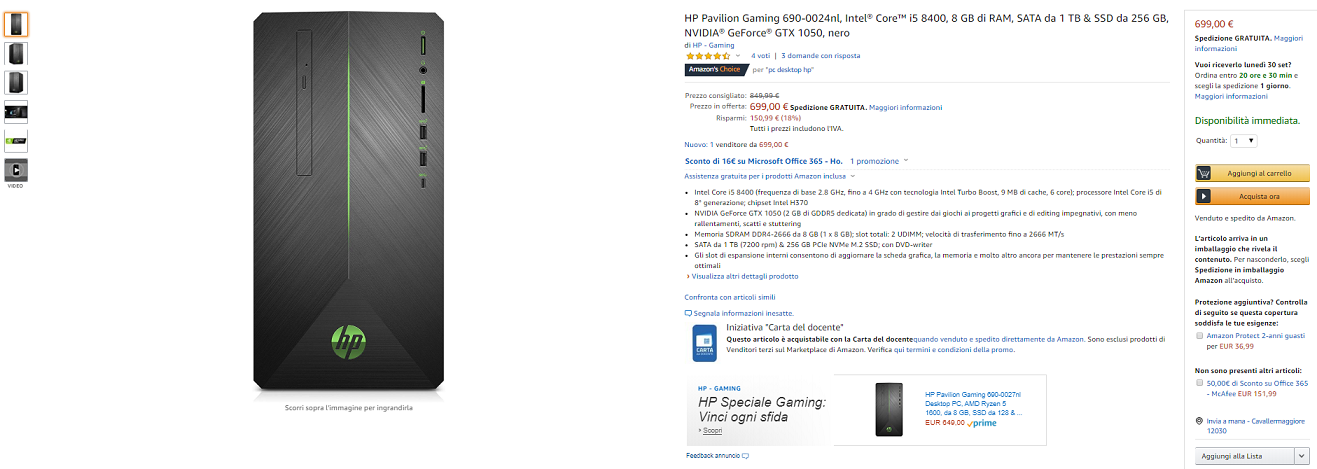 VIDEO
hp
Scorri sopra l'immagine per ingrandirla
HP Pavilion Gaming 690-0024nl, Intel® Core™ i5 8400, 8 GB di RAM, SATA da 1 TB & SSD da 256 GB,
NVIDIA® GeForce® GTX 1050, nero
di HP - Gaming
4 voti | 3 domande con risposta
Amazon's Choice per "pc desktop hp"
Prezzo consigliato: 849,99 €
Prezzo in offerta: 699,00 € Spedizione GRATUITA. Maggiori informazioni
Risparmi: 150,99 € (18%)
Tutti i prezzi includono l'IVA.
Nuovo: 1 venditore da 699,00 €
Sconto di 16€ su Microsoft Office 365 - Ho. 1 promozione
Assistenza gratuita per i prodotti Amazon inclusa
• Intel Core i5 8400 (frequenza di base 2.8 GHz, fino a 4 GHz con tecnologia Intel Turbo Boost, 9 MB di cache, 6 core); processore Intel Core i5 di
8° generazione; chipset Intel H370
• NVIDIA GeForce GTX 1050 (2 GB di GDDR5 dedicata) in grado di gestire dai giochi ai progetti grafici e di editing impegnativi, con meno
rallentamenti, scatti e stuttering
• Memoria SDRAM DDR4-2666 da 8 GB (1 x 8 GB); slot totali: 2 UDIMM; velocità di trasferimento fino a 2666 MT/s
• SATA da 1 TB (7200 rpm) & 256 GB PCIe NVMe M.2 SSD; con DVD-writer
• Gli slot di espansione interni consentono di aggiornare la scheda grafica, la memoria e molto altro ancora per mantenere le prestazioni sempre
ottimali
› Visualizza altri dettagli prodotto
Confronta con articoli simili
Segnala informazioni inesatte.
CARTA
Iniziativa "Carta del docente"
Questo articolo è acquistabile con la Carta del docentequando venduto e spedito direttamente da Amazon. Sono esclusi prodotti di
Venditori terzi sul Marketplace di Amazon. Verifica qui termini e condizioni della promo.
HP - GAMING
HP Speciale Gaming:
Vinci ogni sfida
› Scopri
HP Pavilion Gaming 690-0027nl
Desktop PC, AMD Ryzen 5
1600, da 8 GB, SSD da 128 & ...
EUR 649,00 prime
Feedback annuncio
699,00 €
Spedizione GRATUITA. Maggiori
informazioni
Vuoi riceverlo lunedì 30 set?
Ordina entro 20 ore e 30 min e
scegli la spedizione 1 giorno.
Maggiori informazioni
Disponibilità immediata.
Quantità: 1
Aggiungi al carrello
Acquista ora
Venduto e spedito da Amazon.
L'articolo arriva in un
imballaggio che rivela il
contenuto. Per nasconderlo, scegli
Spedizione in imballaggio
Amazon all'acquisto.
Protezione aggiuntiva? Controlla
di seguito se questa copertura
soddisfa le tue esigenze:
Amazon Protect 2-anni guasti
per EUR 36,99
Non sono presenti altri articoli:
50,00€ di Sconto su Office 365
- McAfee EUR 151,99
Invia a mana - Cavallermaggiore
12030
Aggiungi alla Lista